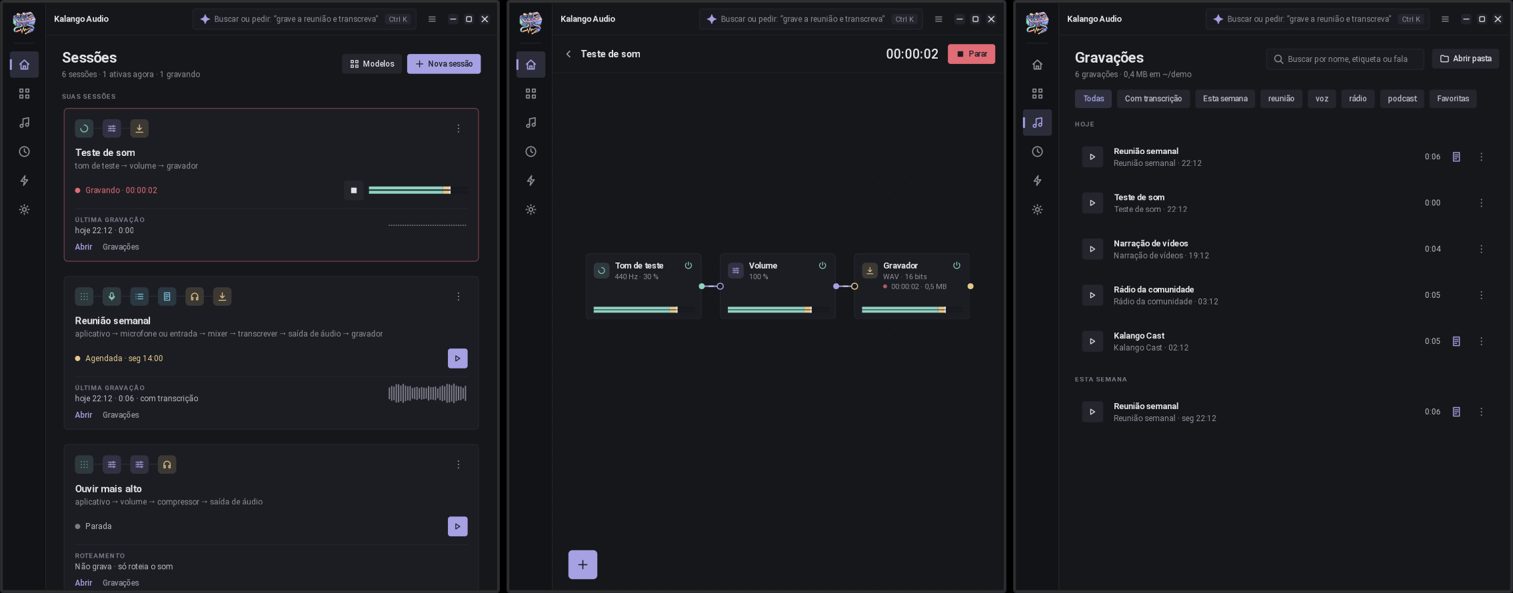 Kalango Audio
Buscar ou pedir: "grave a reunião e transcreva"
Ctrl K
Sessões
6 sessões · 1 ativas agora · 1 gravando
Modelos
Nova sessão
SUAS SESSÕES
Teste de som
tom de teste → volume → gravador
Gravando · 00:00:02
ÚLTIMA GRAVAÇÃO
hoje 22:12 · 0:00
Abrir Gravações
Reunião semanal
aplicativo → microfone ou entrada → mixer → transcrever → saída de áudio → gravador
Agendada · seg 14:00
ÚLTIMA GRAVAÇÃO
hoje 22:12 · 0:06 · com transcrição
Abrir Gravações
Ouvir mais alto
aplicativo → volume → compressor → saída de áudio
Parada
ROTEAMENTO
Não grava · só roteia o som
Abrir Gravações
Kalango Audio
Buscar ou pedir: "grave a reunião e transcreva"
Ctrl K
Teste de som
00:00:02
Parar
Tom de teste
440 Hz · 30 %
Volume
100 %
Gravador
WAV · 16 bits
00:00:02 · 0,5 MB
Kalango Audio
Buscar ou pedir: "grave a reunião e transcreva"
Ctrl K
Gravações
6 gravações · 0,4 MB em ~/demo
Buscar por nome, etiqueta ou fala
Abrir pasta
Todas Com transcrição Esta semana reunião voz rádio podcast Favoritas
HOJE
Reunião semanal
Reunião semanal · 22:12
0:06
Teste de som
Teste de som · 22:12
0:00
Narração de vídeos
Narração de vídeos · 19:12
0:04
Rádio da comunidade
Rádio da comunidade · 03:12
0:05
Kalango Cast
Kalango Cast · 02:12
0:05
ESTA SEMANA
Reunião semanal
Reunião semanal · seg 22:12
0:06